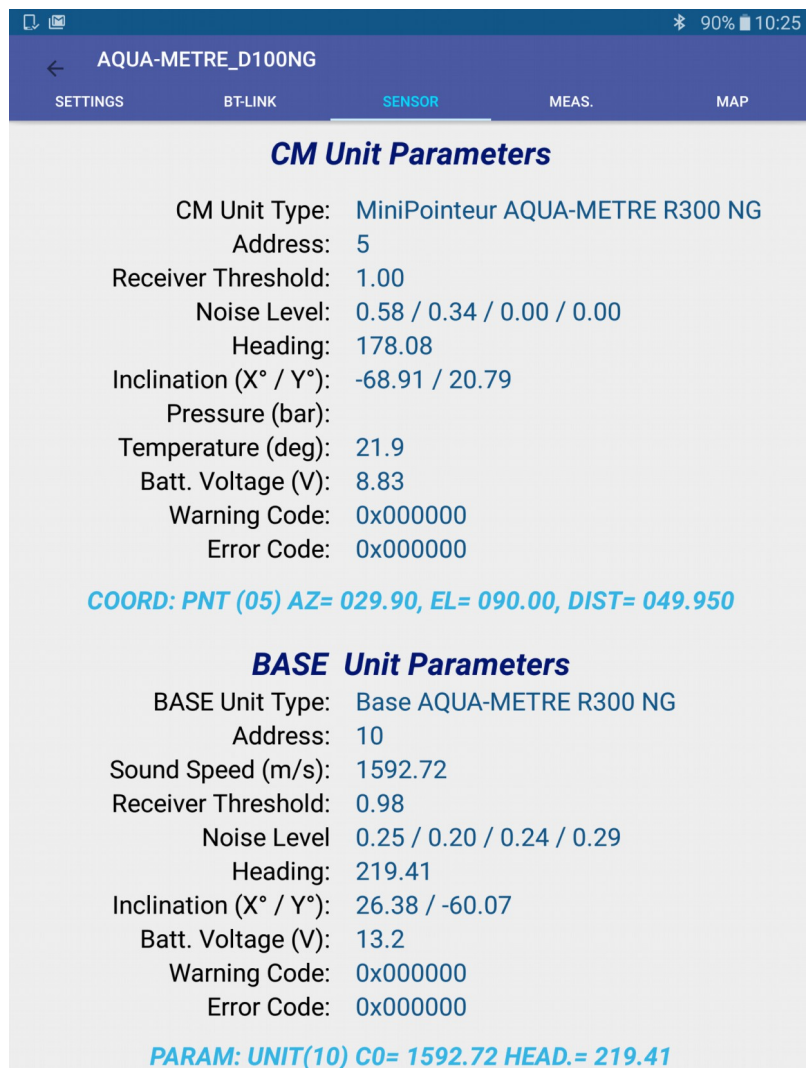 90% 10:25
AQUA-METRE_D100NG
SETTINGS BT-LINK SENSOR MEAS. MAP
CM Unit Parameters
CM Unit Type: MiniPointeur AQUA-METRE R300 NG
Address: 5
Receiver Threshold: 1.00
Noise Level: 0.58 / 0.34 / 0.00 / 0.00
Heading: 178.08
Inclination (X° / Y°): -68.91 / 20.79
Pressure (bar):
Temperature (deg): 21.9
Batt. Voltage (V): 8.83
Warning Code: 0x000000
Error Code: 0x000000
COORD: PNT (05) AZ= 029.90, EL= 090.00, DIST= 049.950
BASE Unit Parameters
BASE Unit Type: Base AQUA-METRE R300 NG
Address: 10
Sound Speed (m/s): 1592.72
Receiver Threshold: 0.98
Noise Level 0.25 / 0.20 / 0.24 / 0.29
Heading: 219.41
Inclination (X° / Y°): 26.38 / -60.07
Batt. Voltage (V): 13.2
Warning Code: 0x000000
Error Code: 0x000000
PARAM: UNIT(10) C0= 1592.72 HEAD.= 219.41